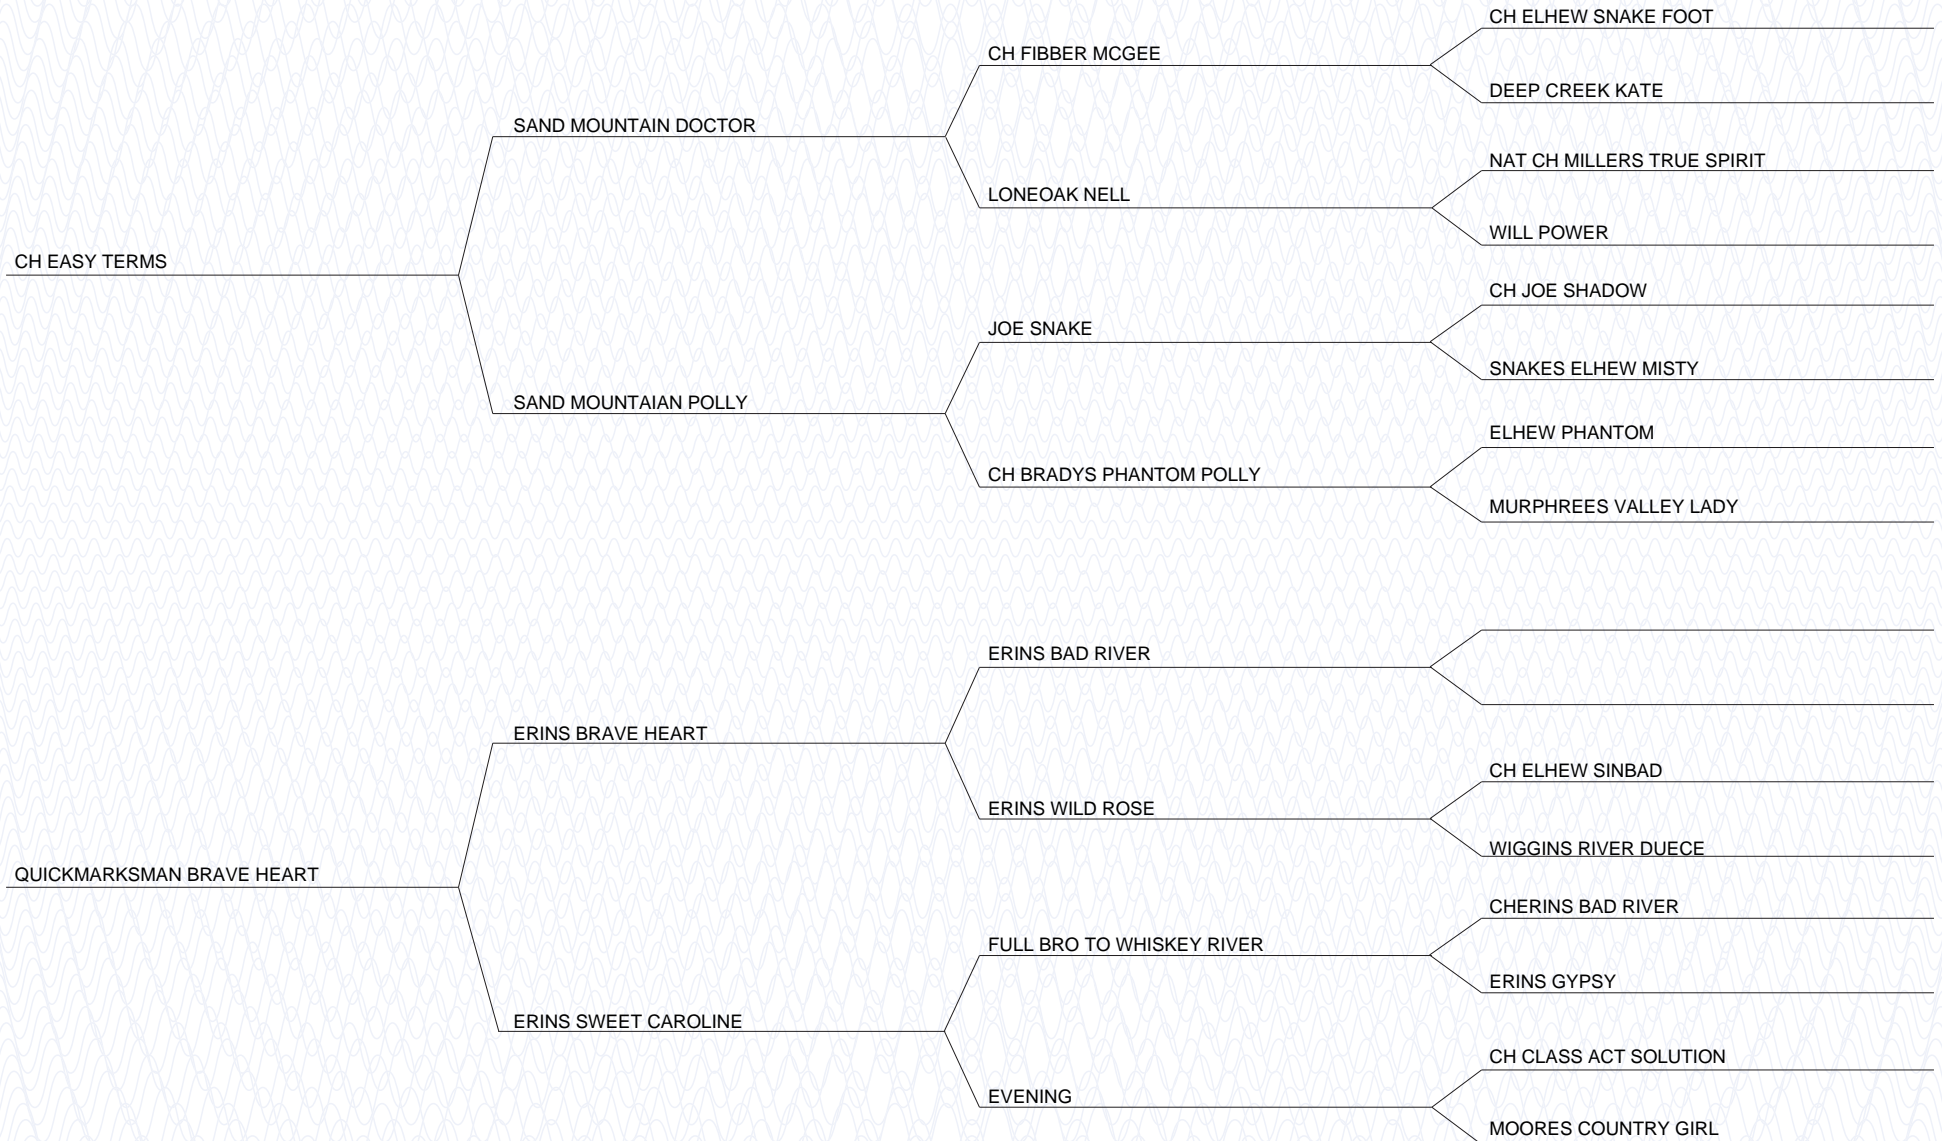 CH ELHEW SNAKE FOOT
CH FIBBER MCGEE
DEEP CREEK KATE
SAND MOUNTAIN DOCTOR
NAT CH MILLERS TRUE SPIRIT
LONEOAK NELL
WILL POWER
CH EASY TERMS
CH JOE SHADOW
JOE SNAKE
SNAKES ELHEW MISTY
SAND MOUNTAIAN POLLY
ELHEW PHANTOM
CH BRADYS PHANTOM POLLY
MURPHREES VALLEY LADY
ERINS BAD RIVER
ERINS BRAVE HEART
CH ELHEW SINBAD
ERINS WILD ROSE
WIGGINS RIVER DUECE
QUICKMARKSMAN BRAVE HEART
CHERINS BAD RIVER
FULL BRO TO WHISKEY RIVER
ERINS GYPSY
ERINS SWEET CAROLINE
CH CLASS ACT SOLUTION
EVENING
MOORES COUNTRY GIRL